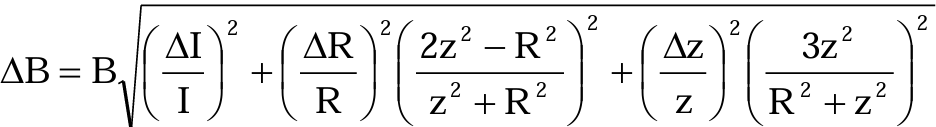 ΔB = B√((ΔI/I)² + (ΔR/R)² ((2z² − R²)/(z² + R²))² + (Δz/z)² (3z²/(R² + z²))²)